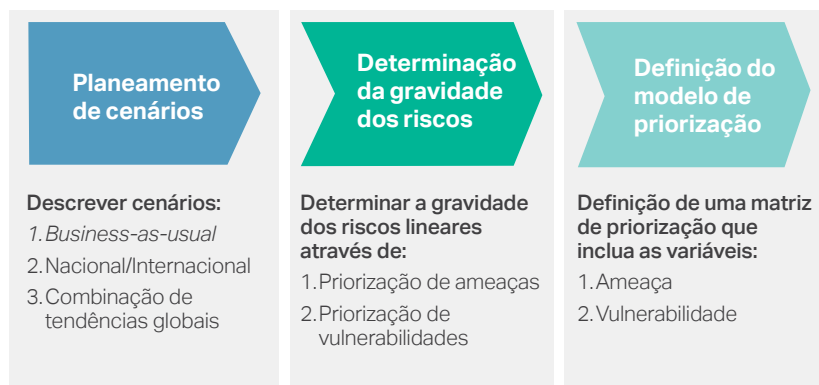 Planeamento
de cenários
Descrever cenários:
1. Business-as-usual
2. Nacional/Internacional
3. Combinação de
tendências globais
Determinação
da gravidade
dos riscos
Determinar a gravidade
dos riscos lineares
através de:
1. Priorização de ameaças
2. Priorização de
vulnerabilidades
Definição do
modelo de
priorização
Definição de uma matriz
de priorização que
inclua as variáveis:
1. Ameaça
2. Vulnerabilidade